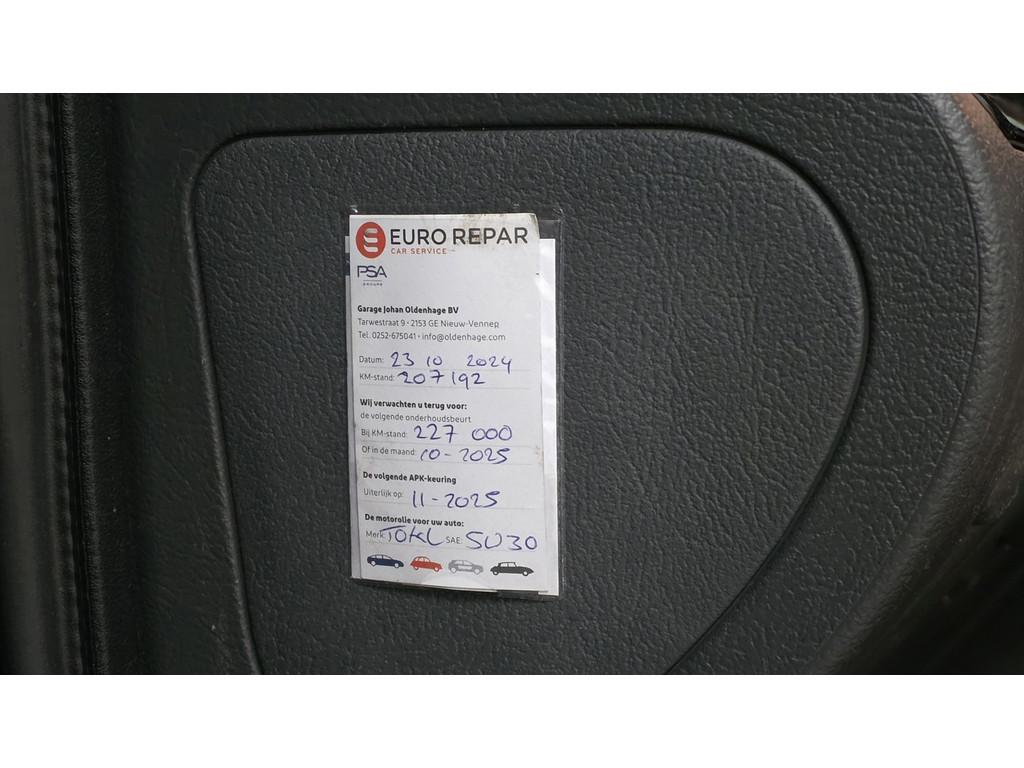 EURO REPAR
CAR SERVICE
PSA
GROUPE
Garage Johan Oldenhage BV
Tarwestraat 9 • 2153 GE Nieuw-Vennep
Tel. 0252-675041 • info@oldenhage.com
Datum: 23 10 2024
KM-stand: 207192
Wij verwachten u terug voor:
de volgende onderhoudsbeurt
Bij KM-stand: 227 000
Of in de maand: 10-2025
De volgende APK-keuring
Uiterlijk op: 11-2025
De motorolie voor uw auto:
Merk: TOKL SAE: 5U30